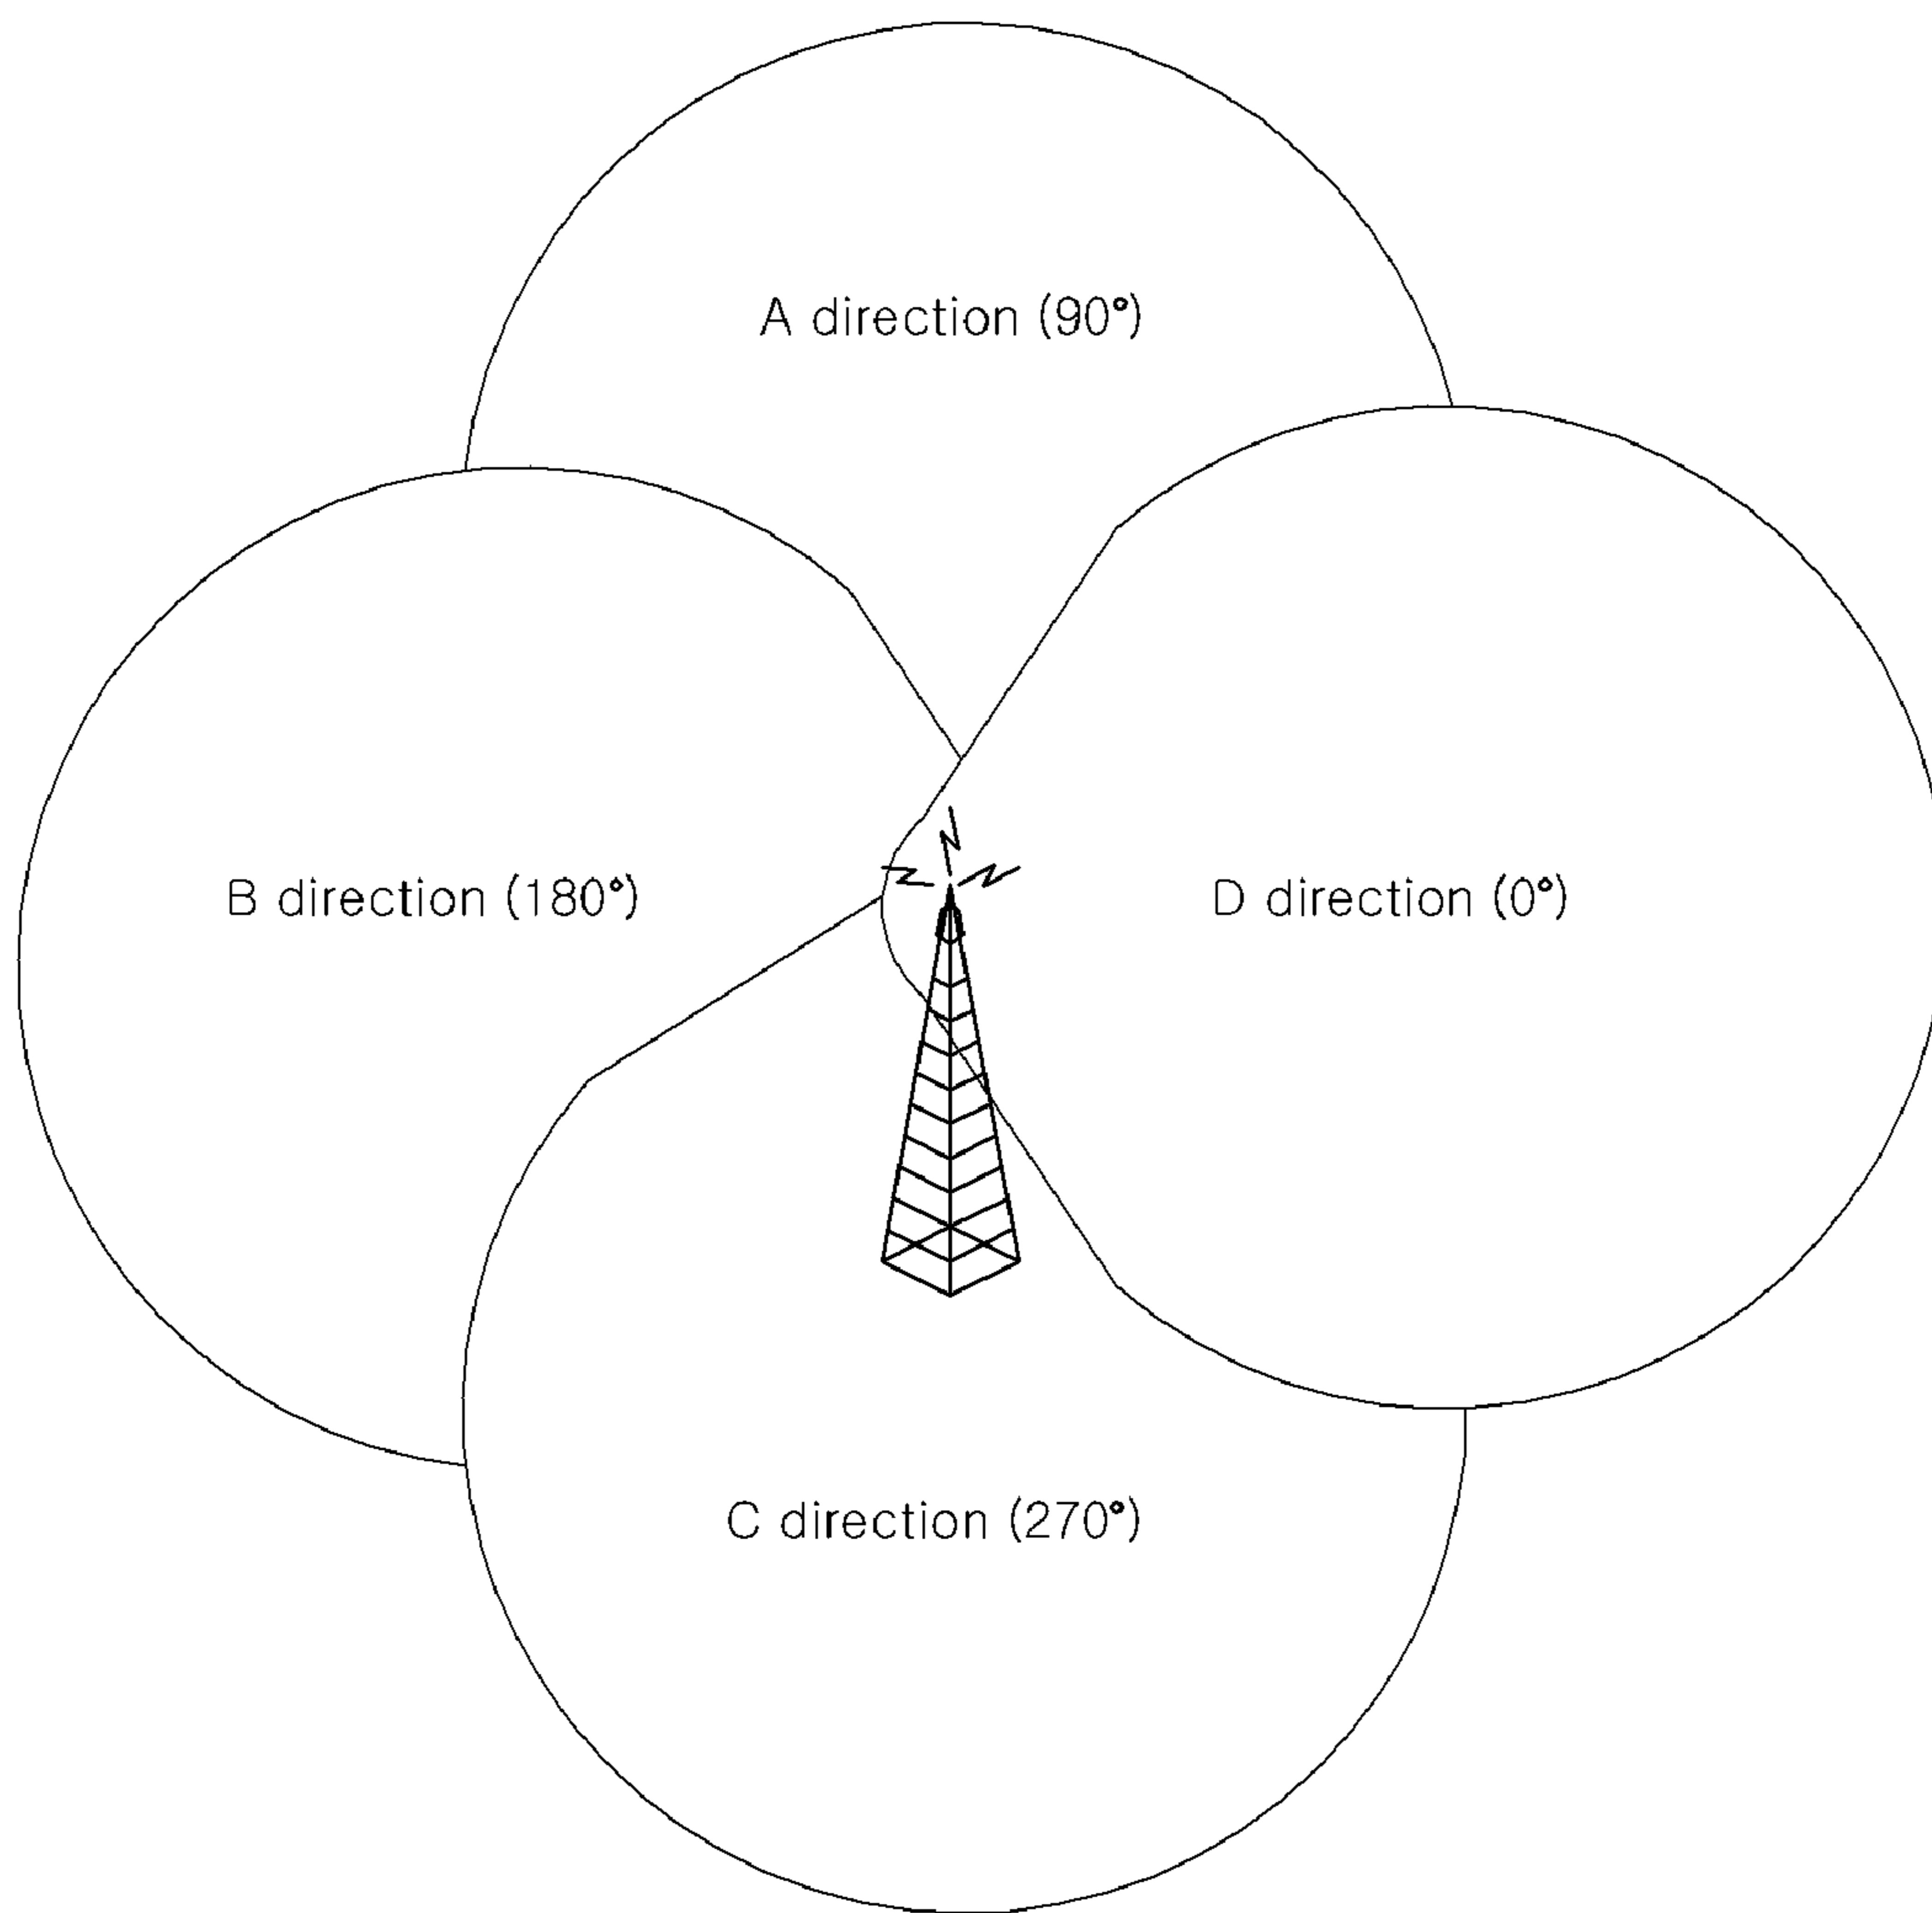 A direction (90°)
B direction (180°)
D direction (0°)
C direction (270°)